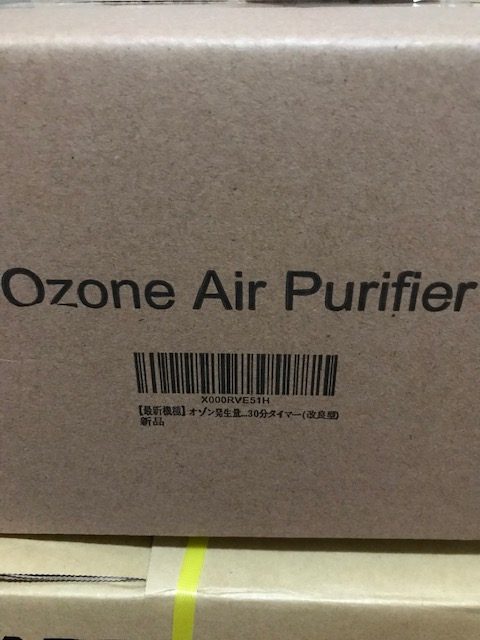 Ozone Air Purifier
X000RVE51H
【最新機種】オゾン発生量...30分タイマー(改良型)
新品